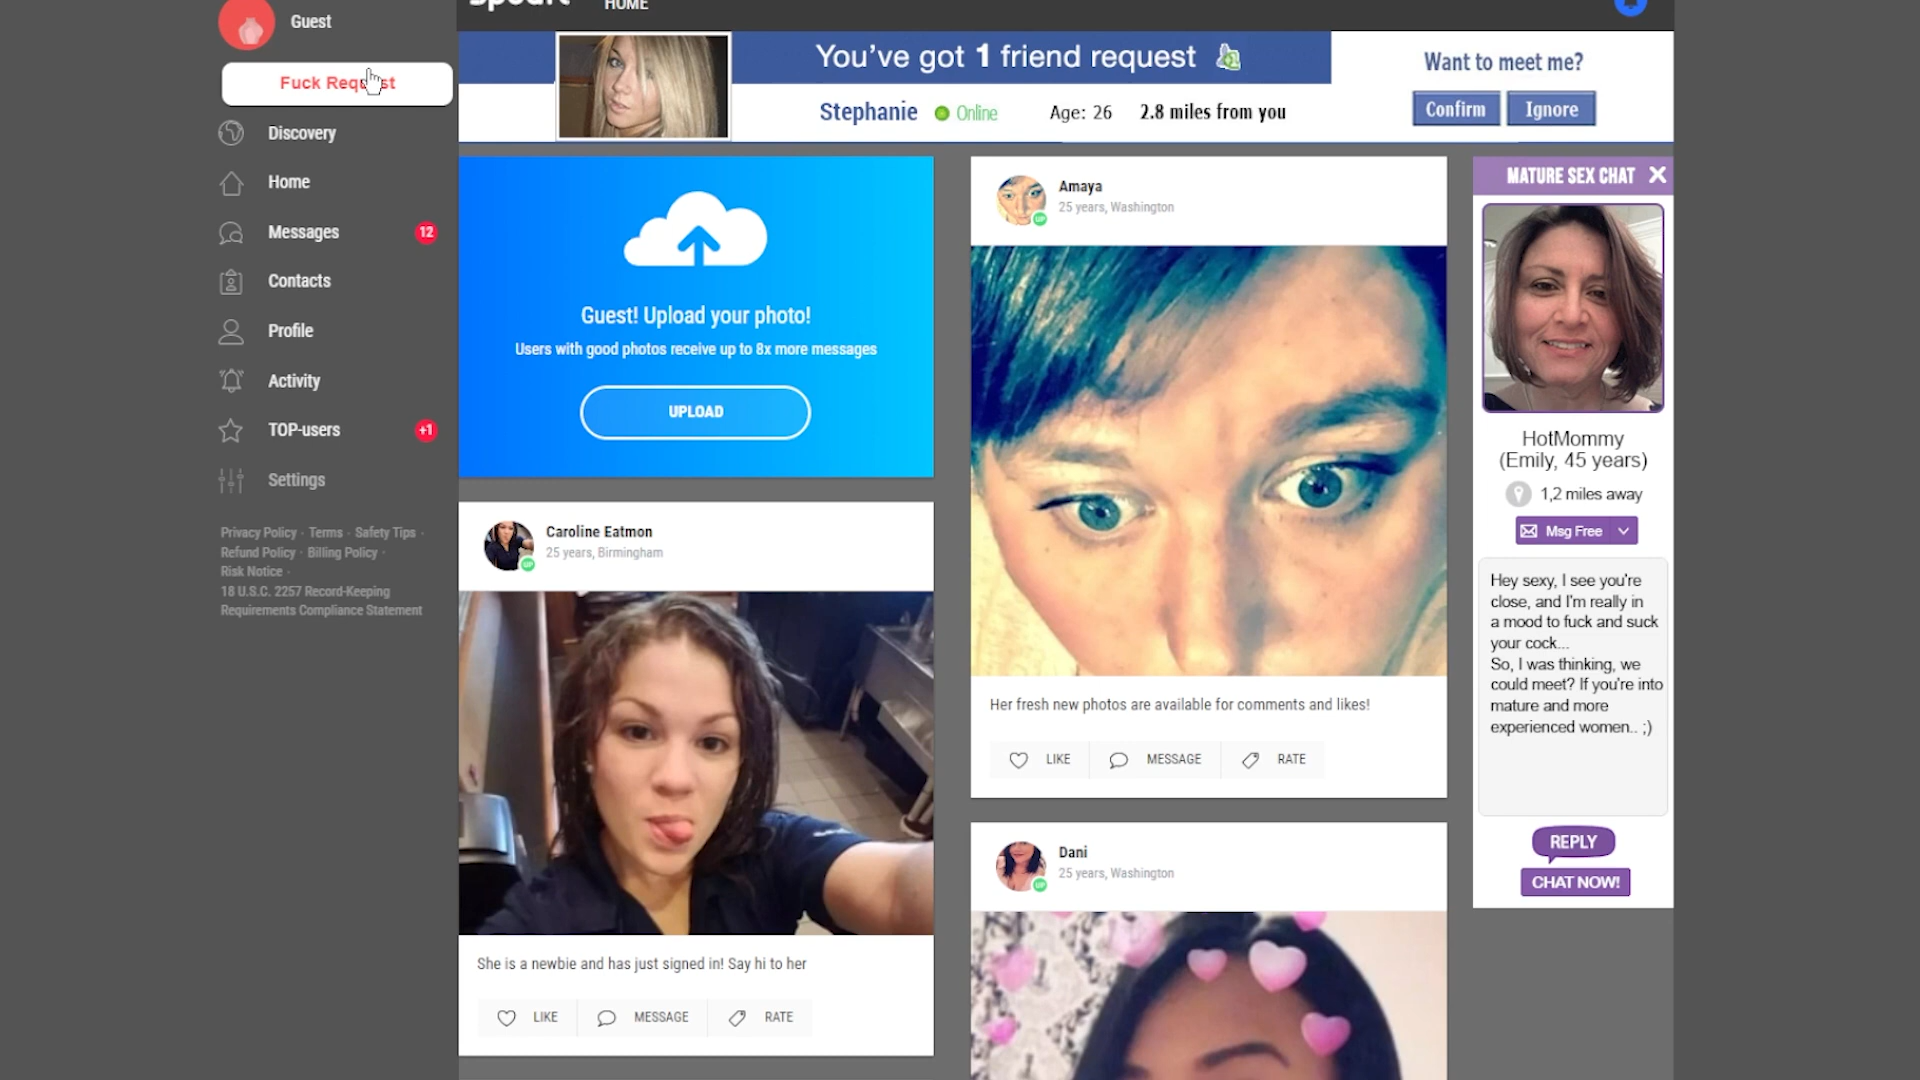 Guest
Fuck Request
Discovery
Home
Messages
12
Contacts
Profile
Activity
TOP-users
+1
Settings
Privacy Policy · Terms · Safety Tips ·
Refund Policy · Billing Policy ·
Risk Notice ·
18 U.S.C. 2257 Record-Keeping
Requirements Compliance Statement
HOME
You've got 1 friend request
Stephanie
Online
Age: 26
2.8 miles from you
Want to meet me?
Confirm
Ignore
Guest! Upload your photo!
Users with good photos receive up to 8x more messages
UPLOAD
Caroline Eatmon
25 years, Birmingham
UP
She is a newbie and has just signed in! Say hi to her
LIKE
MESSAGE
RATE
Amaya
25 years, Washington
UP
Her fresh new photos are available for comments and likes!
LIKE
MESSAGE
RATE
Dani
25 years, Washington
UP
MATURE SEX CHAT
HotMommy
(Emily, 45 years)
1,2 miles away
Msg Free
Hey sexy, I see you're
close, and I'm really in
a mood to fuck and suck
your cock...
So, I was thinking, we
could meet? If you're into
mature and more
experienced women.. ;)
REPLY
CHAT NOW!